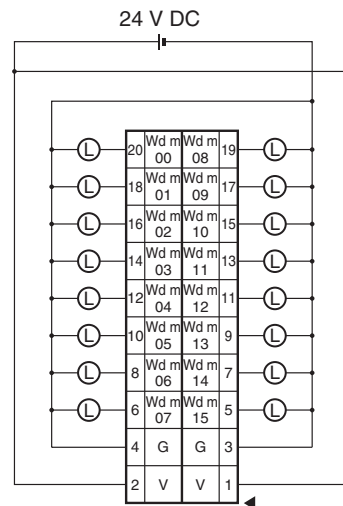 24 V DC
L 20 Wd m 00 Wd m 08 19 L
L 18 Wd m 01 Wd m 09 17 L
L 16 Wd m 02 Wd m 10 15 L
L 14 Wd m 03 Wd m 11 13 L
L 12 Wd m 04 Wd m 12 11 L
L 10 Wd m 05 Wd m 13 9 L
L 8 Wd m 06 Wd m 14 7 L
L 6 Wd m 07 Wd m 15 5 L
4 G G 3
2 V V 1